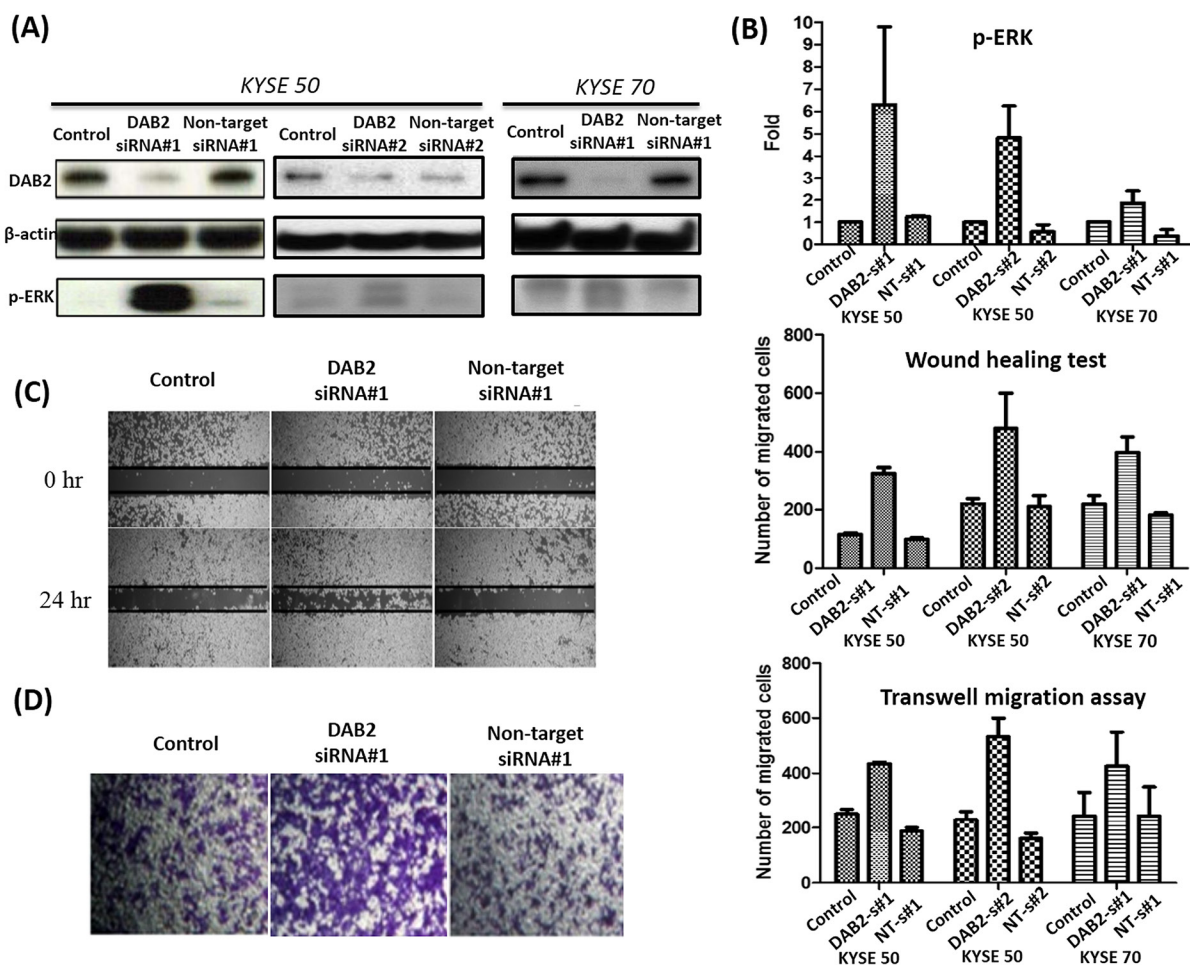 (A)
KYSE 50
KYSE 70
Control
DAB2
siRNA#1
Non-target
siRNA#1
Control
DAB2
siRNA#2
Non-target
siRNA#2
Control
DAB2
siRNA#1
Non-target
siRNA#1
DAB2
β-actin
p-ERK
(B)
p-ERK
Fold
10
9
8
7
6
5
4
3
2
1
0
Control
DAB2-s#1
NT-s#1
Control
DAB2-s#2
NT-s#2
Control
DAB2-s#1
NT-s#1
KYSE 50
KYSE 50
KYSE 70
Wound healing test
Number of migrated cells
800
600
400
200
0
Control
DAB2-s#1
NT-s#1
Control
DAB2-s#2
NT-s#2
Control
DAB2-s#1
NT-s#1
KYSE 50
KYSE 50
KYSE 70
Transwell migration assay
Number of migrated cells
800
600
400
200
0
Control
DAB2-s#1
NT-s#1
Control
DAB2-s#2
NT-s#2
Control
DAB2-s#1
NT-s#1
KYSE 50
KYSE 50
KYSE 70
(C)
Control
DAB2
siRNA#1
Non-target
siRNA#1
0 hr
24 hr
(D)
Control
DAB2
siRNA#1
Non-target
siRNA#1